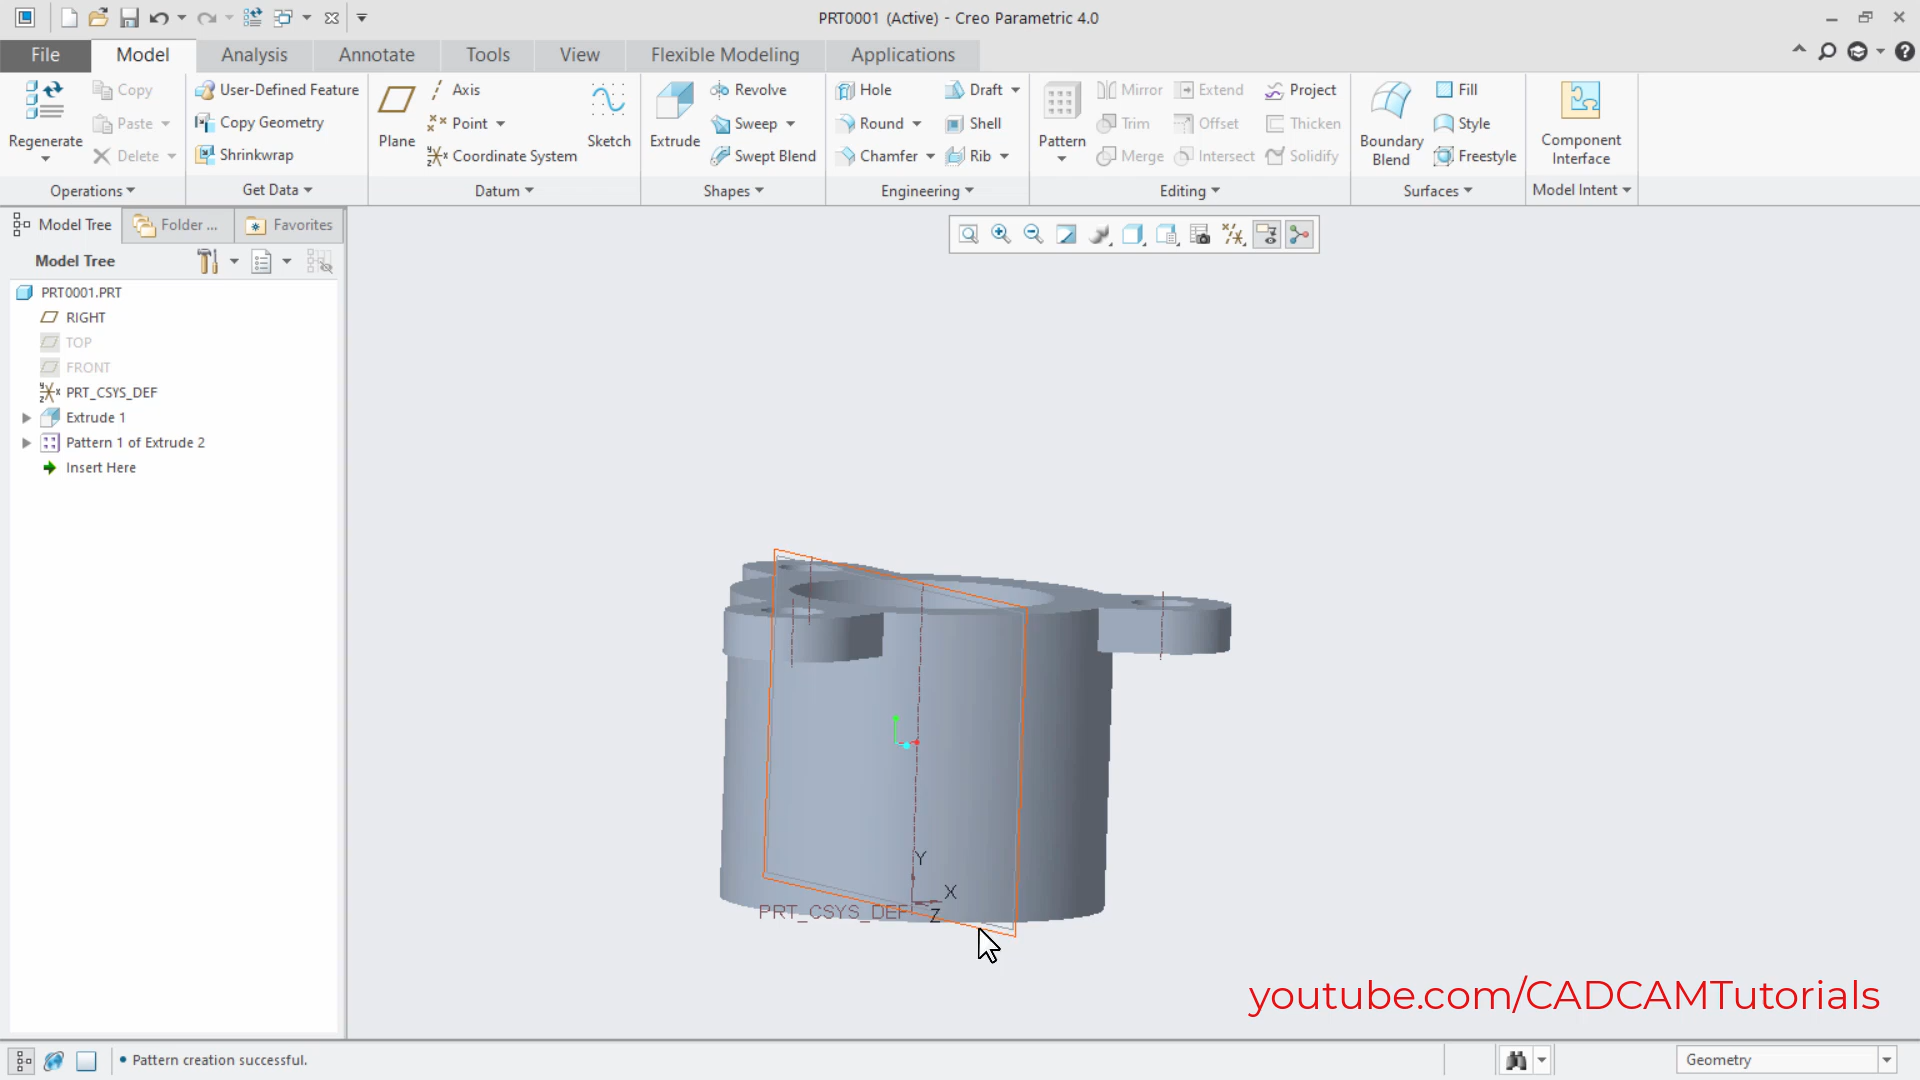 PRT0001 (Active) - Creo Parametric 4.0
File Model Analysis Annotate Tools View Flexible Modeling Applications
Regenerate
Copy
Paste
Delete
Operations
User-Defined Feature
Copy Geometry
Shrinkwrap
Get Data
Plane
Axis
Point
Coordinate System
Sketch
Datum
Extrude
Revolve
Sweep
Swept Blend
Shapes
Hole
Round
Chamfer
Draft
Shell
Rib
Engineering
Pattern
Mirror
Trim
Merge
Extend
Offset
Intersect
Project
Thicken
Solidify
Editing
Boundary
Blend
Fill
Style
Freestyle
Surfaces
Component
Interface
Model Intent
Model Tree Folder ... Favorites
Model Tree
PRT0001.PRT
RIGHT
TOP
FRONT
PRT_CSYS_DEF
Extrude 1
Pattern 1 of Extrude 2
Insert Here
Y
X
Z
PRT_CSYS_DEF
youtube.com/CADCAMTutorials
Pattern creation successful.
Geometry